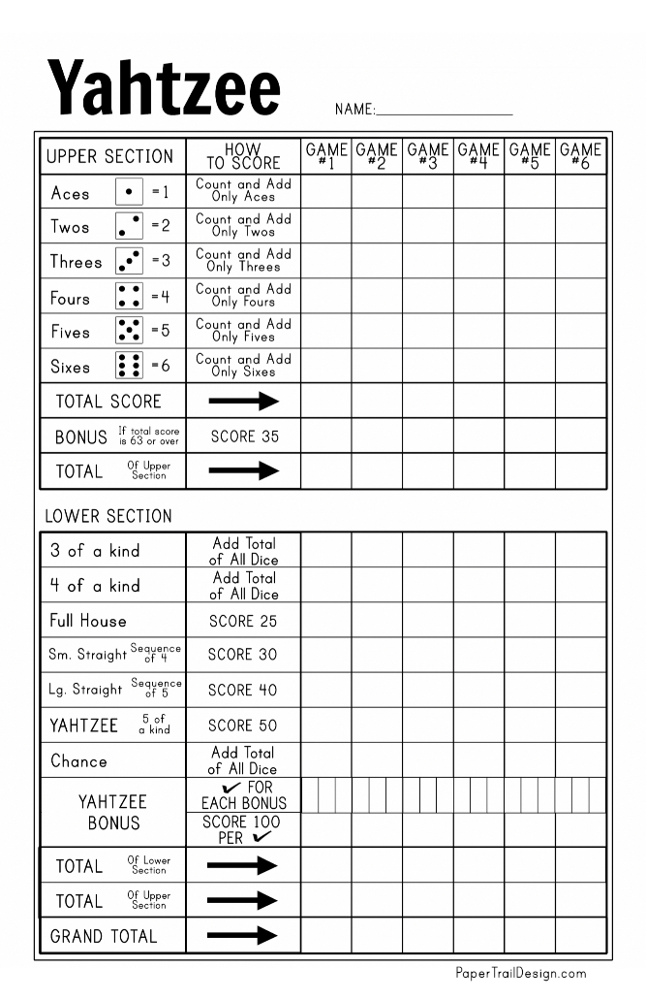 Yahtzee
NAME:
UPPER SECTION
HOW
TO SCORE
GAME
#1
GAME
#2
GAME
#3
GAME
#4
GAME
#5
GAME
#6
Aces =1
Count and Add
Only Aces
Twos =2
Count and Add
Only Twos
Threes =3
Count and Add
Only Threes
Fours =4
Count and Add
Only Fours
Fives =5
Count and Add
Only Fives
Sixes =6
Count and Add
Only Sixes
TOTAL SCORE
BONUS
If total score
is 63 or over
SCORE 35
TOTAL
Of Upper
Section
LOWER SECTION
3 of a kind
Add Total
of All Dice
4 of a kind
Add Total
of All Dice
Full House
SCORE 25
Sm. Straight
Sequence
of 4
SCORE 30
Lg. Straight
Sequence
of 5
SCORE 40
YAHTZEE
5 of
a kind
SCORE 50
Chance
Add Total
of All Dice
YAHTZEE
BONUS
✓ FOR
EACH BONUS
SCORE 100
PER ✓
TOTAL
Of Lower
Section
TOTAL
Of Upper
Section
GRAND TOTAL
PaperTrailDesign.com